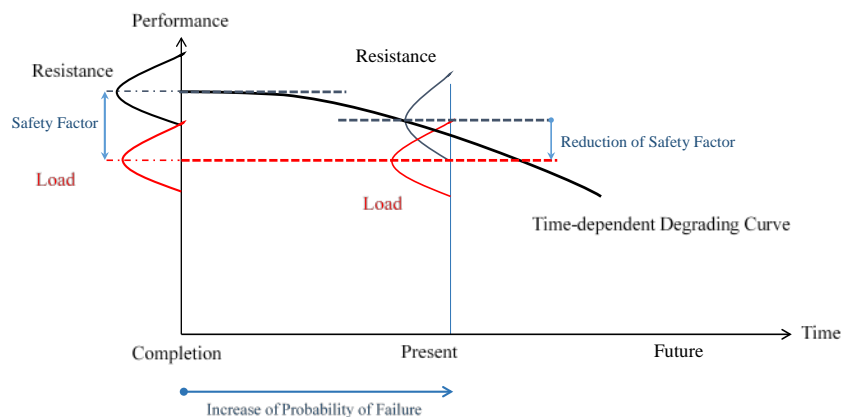 Performance
Resistance
Resistance
Safety Factor
Reduction of Safety Factor
Load
Load
Time-dependent Degrading Curve
Time
Completion
Present
Future
Increase of Probability of Failure